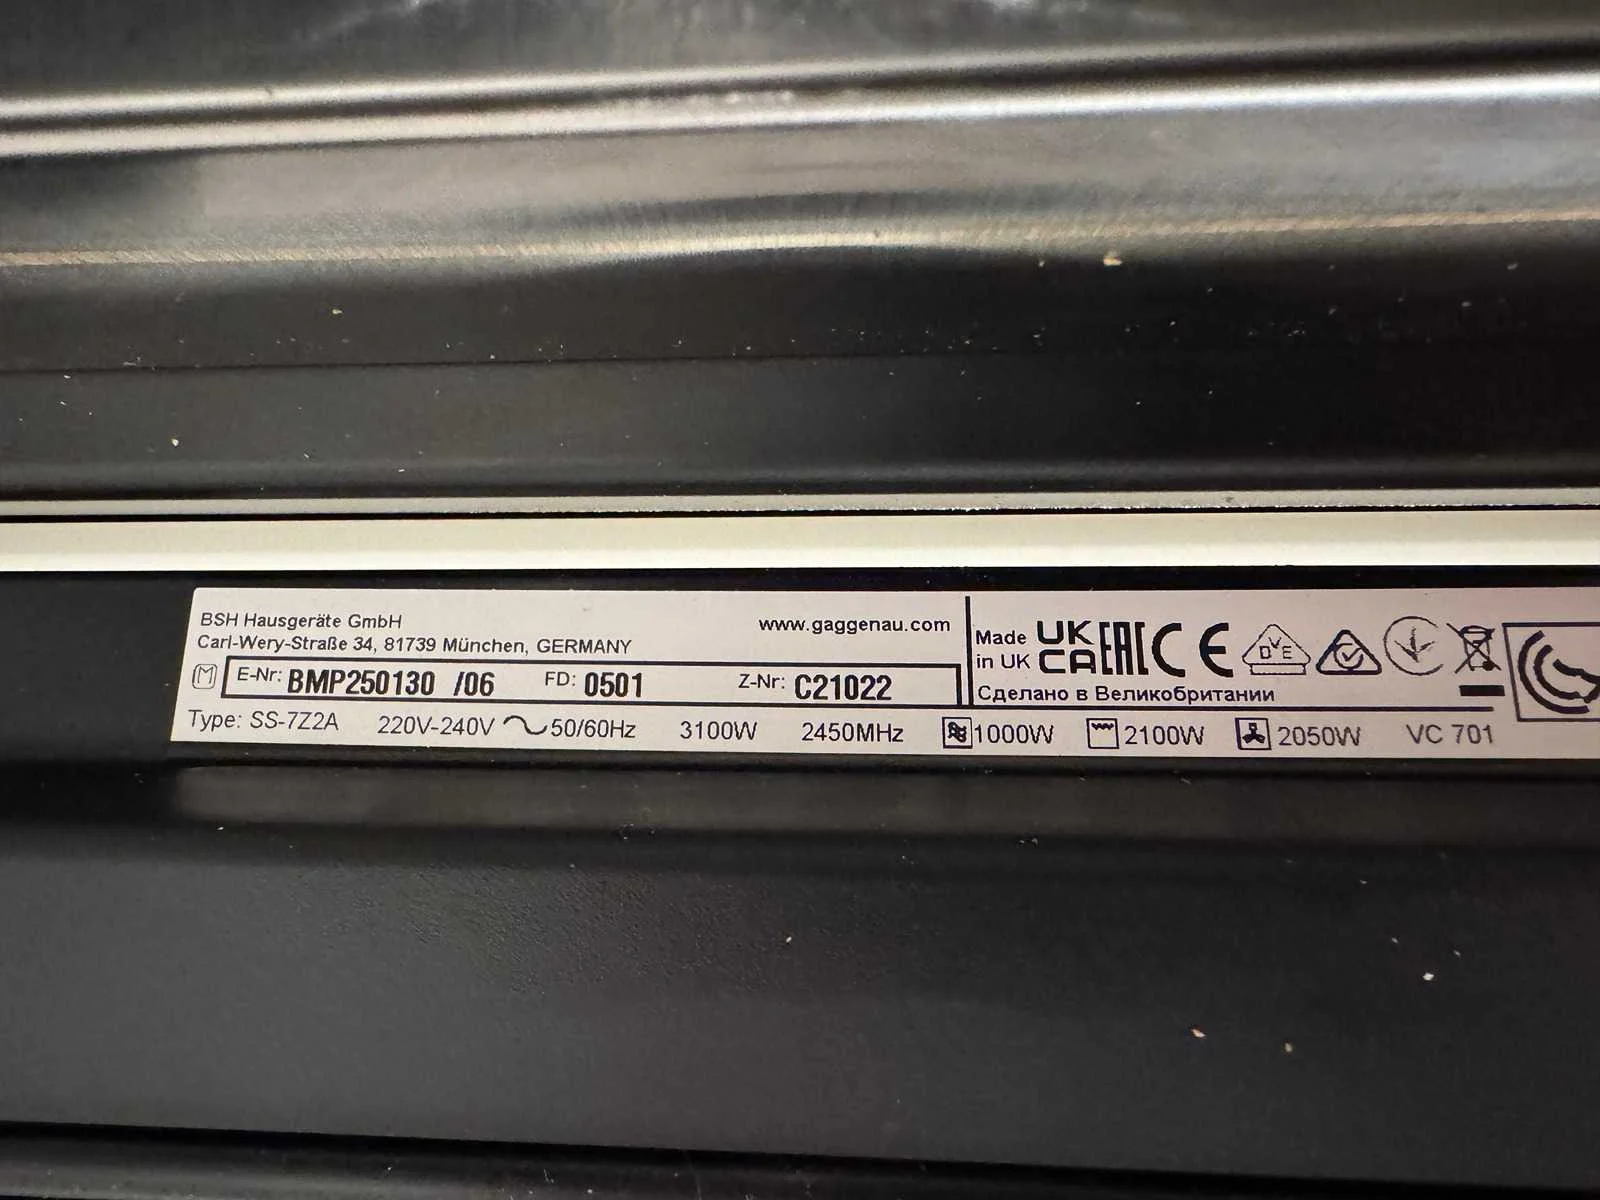 BSH Hausgeräte GmbH
Carl-Wery-Straße 34, 81739 München, GERMANY
www.gaggenau.com
E-Nr: BMP250130 /06 FD: 0501 Z-Nr: C21022
Type: SS-7Z2A 220V-240V 50/60Hz 3100W 2450MHz 1000W 2100W 2050W VC 701
Made in UK
UK CA EAC CE
DVE
Сделано в Великобритании